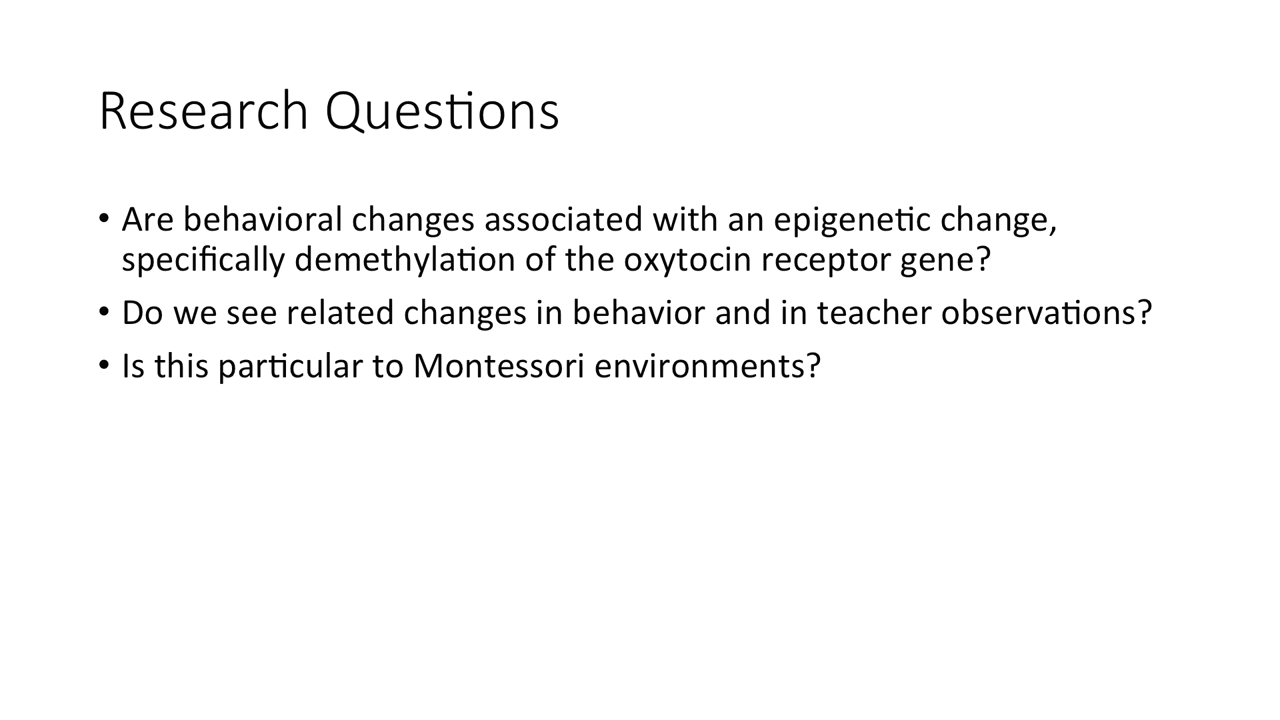 Research Questions
• Are behavioral changes associated with an epigenetic change,
specifically demethylation of the oxytocin receptor gene?
• Do we see related changes in behavior and in teacher observations?
• Is this particular to Montessori environments?